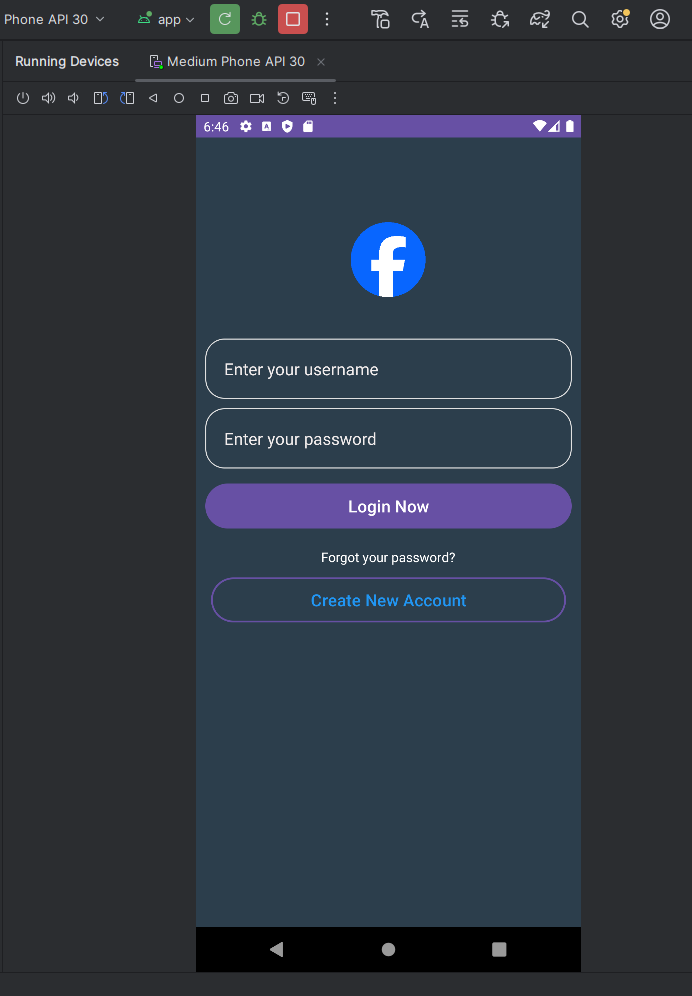 Phone API 30 app
Running Devices Medium Phone API 30
6:46
Enter your username
Enter your password
Login Now
Forgot your password?
Create New Account